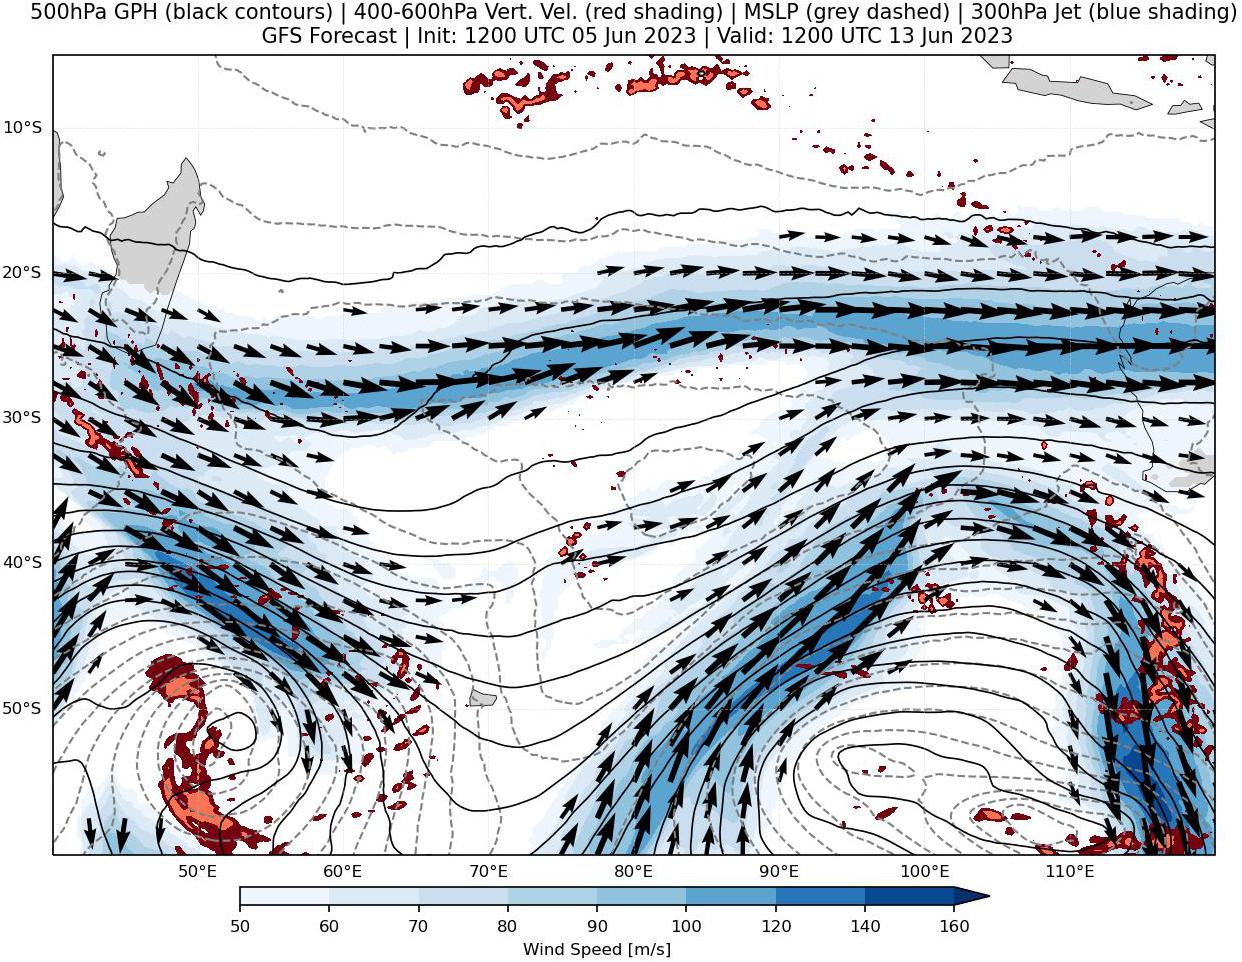 500hPa GPH (black contours) | 400-600hPa Vert. Vel. (red shading) | MSLP (grey dashed) | 300hPa Jet (blue shading)
GFS Forecast | Init: 1200 UTC 05 Jun 2023 | Valid: 1200 UTC 13 Jun 2023
10°S
20°S
30°S
40°S
50°S
50°E 60°E 70°E 80°E 90°E 100°E 110°E
50 60 70 80 90 100 120 140 160
Wind Speed [m/s]